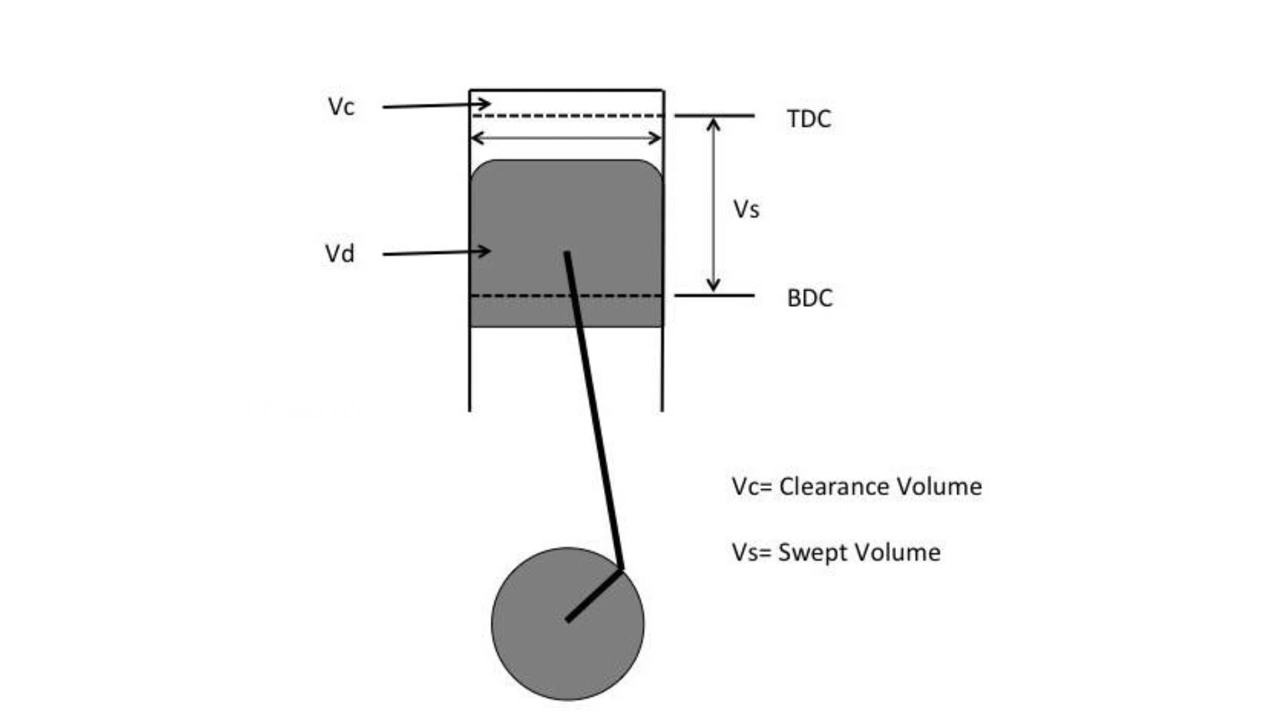 Vc
TDC
Vs
Vd
BDC
Vc= Clearance Volume
Vs= Swept Volume